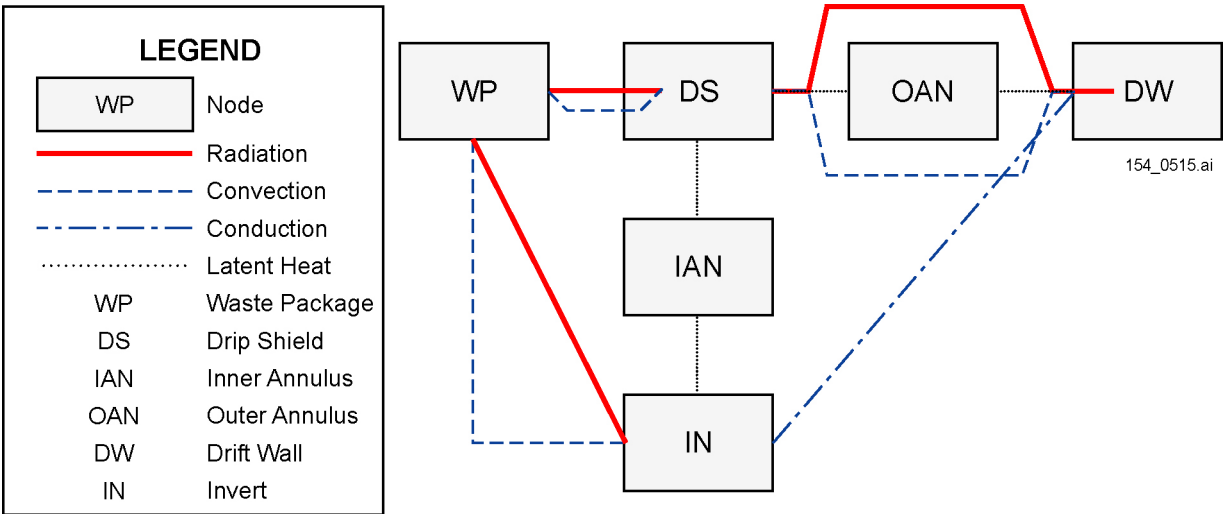 LEGEND
WP Node
Radiation
Convection
Conduction
Latent Heat
WP Waste Package
DS Drip Shield
IAN Inner Annulus
OAN Outer Annulus
DW Drift Wall
IN Invert
WP DS OAN DW
154_0515.ai
IAN
IN